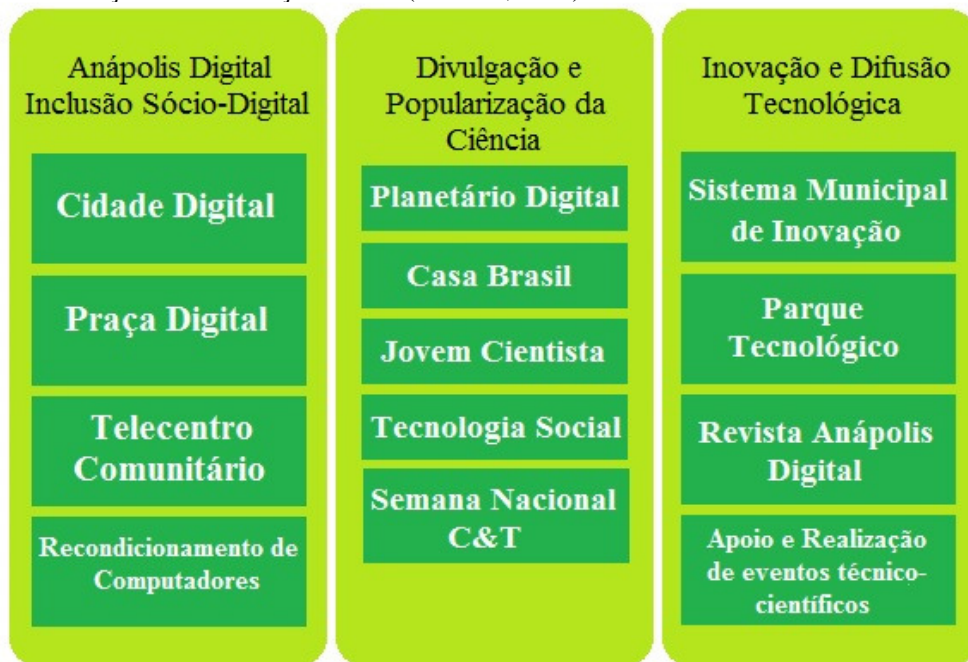 Anápolis Digital
Inclusão Sócio-Digital
Cidade Digital
Praça Digital
Telecentro
Comunitário
Recondicionamento de
Computadores
Divulgação e
Popularização da
Ciência
Planetário Digital
Casa Brasil
Jovem Cientista
Tecnologia Social
Semana Nacional
C&T
Inovação e Difusão
Tecnológica
Sistema Municipal
de Inovação
Parque
Tecnológico
Revista Anápolis
Digital
Apoio e Realização
de eventos técnico-
científicos